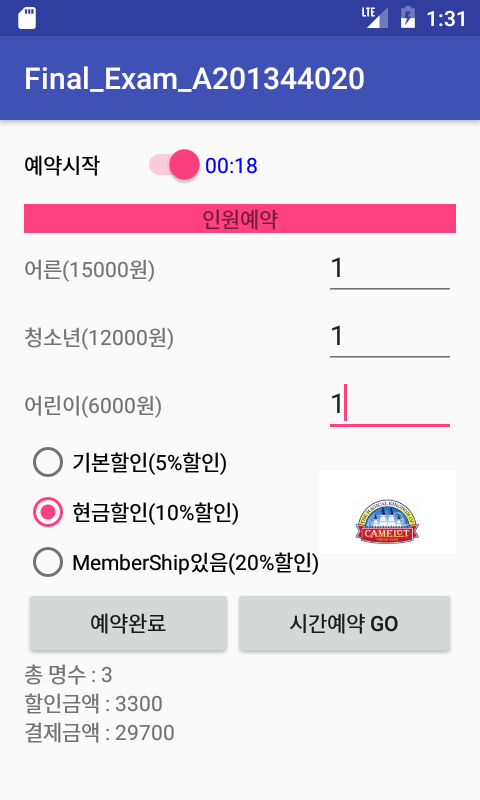 LTE 1:31
Final_Exam_A201344020
예약시작 00:18
인원예약
어른(15000원) 1
청소년(12000원) 1
어린이(6000원) 1
기본할인(5%할인)
현금할인(10%할인)
THE MAGICAL KINGDOM OF
CAMELOT
MemberShip있음(20%할인)
예약완료 시간예약 GO
총 명수 : 3
할인금액 : 3300
결제금액 : 29700